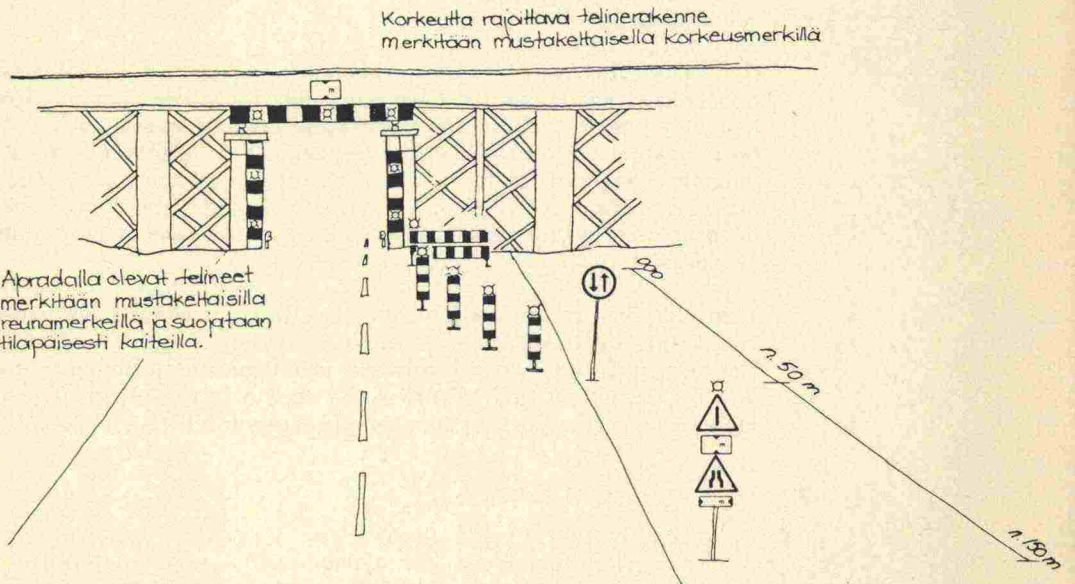 Korkeutta rajoittava telinerakenne
merkitään mustakeltaisella korkeusmerkillä
m
Ajoradalla olevat telineet
merkitään mustakeltaisilla
reunamerkeillä ja suojataan
tilapäisesti kaiteilla.
n. 50 m
m
m
n. 150 m